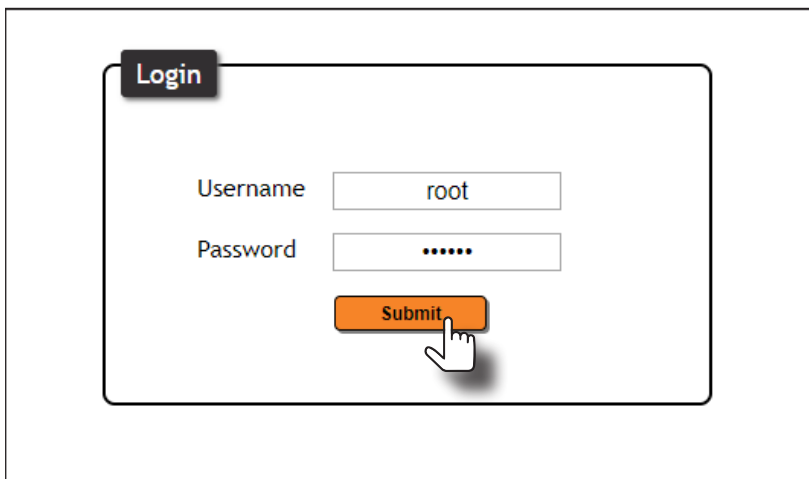 Login
Username root
Password ••••••
Submit